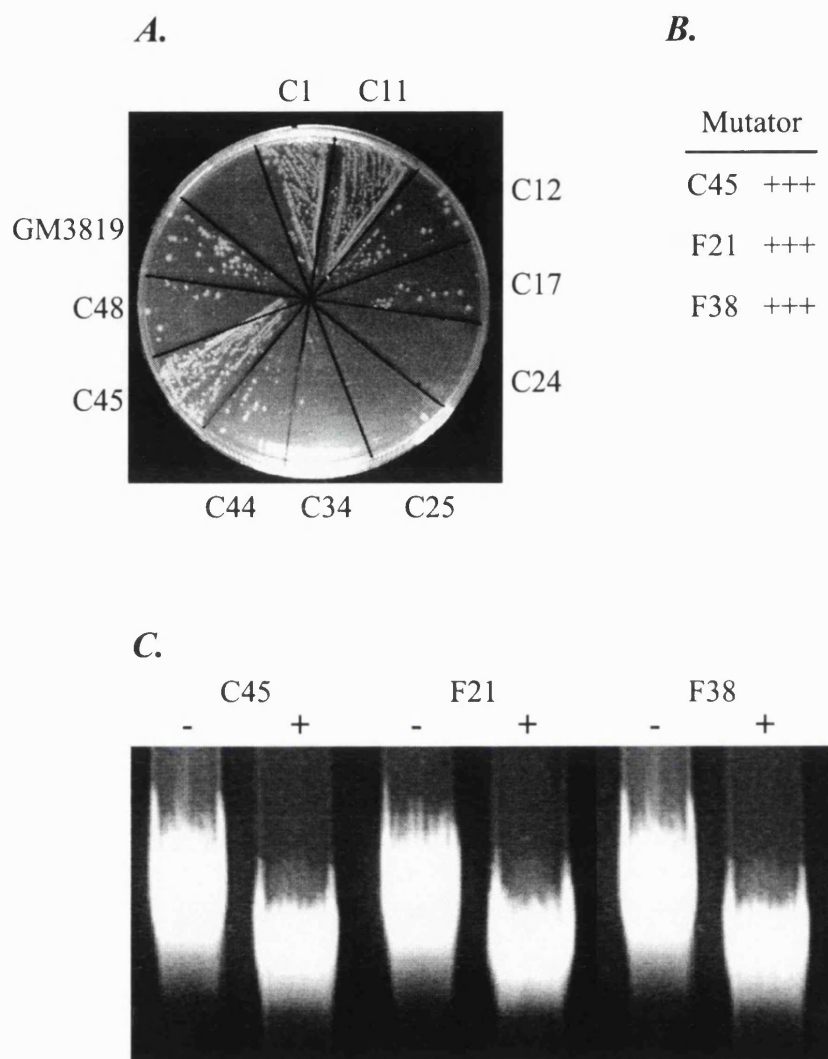 A.
B.
C1 C11
Mutator
C12
C45 +++
GM3819
F21 +++
C17
F38 +++
C48
C24
C45
C44 C34 C25
C.
C45 F21 F38
- + - + - +